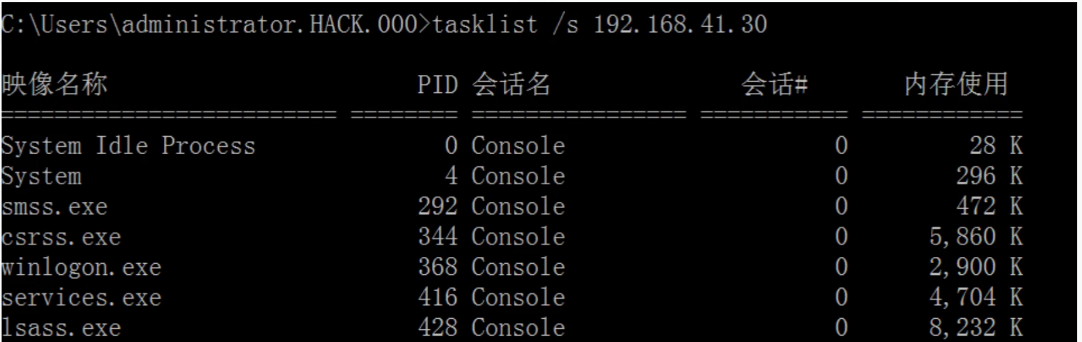 C:\Users\administrator.HACK.000>tasklist /s 192.168.41.30
映像名称 PID 会话名 会话# 内存使用
========================= ======== ================ =========== ============
System Idle Process 0 Console 0 28 K
System 4 Console 0 296 K
smss.exe 292 Console 0 472 K
csrss.exe 344 Console 0 5,860 K
winlogon.exe 368 Console 0 2,900 K
services.exe 416 Console 0 4,704 K
lsass.exe 428 Console 0 8,232 K